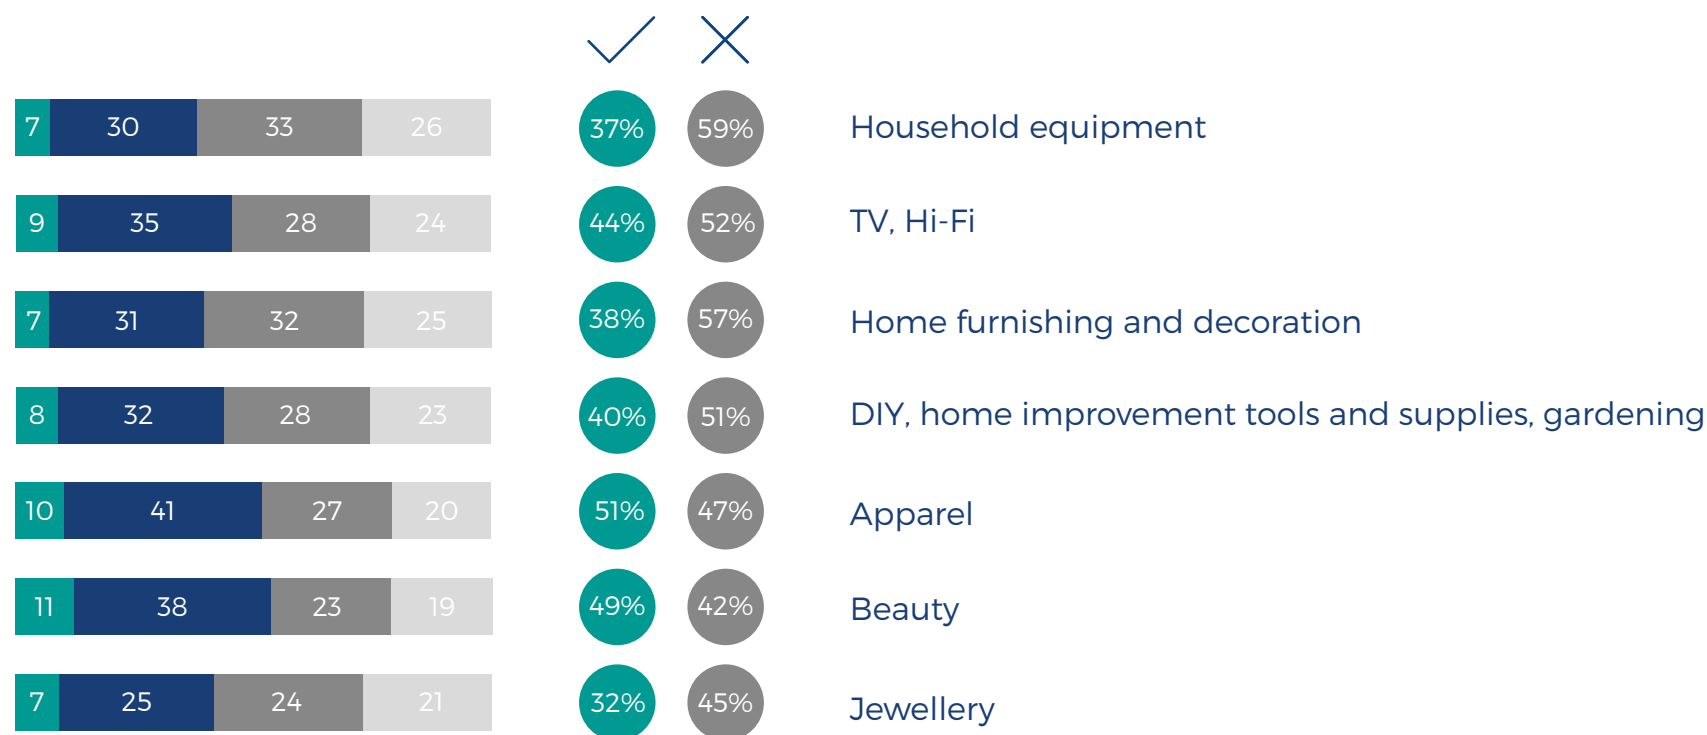 7 30 33 26 37% 59% Household equipment
9 35 28 24 44% 52% TV, Hi-Fi
7 31 32 25 38% 57% Home furnishing and decoration
8 32 28 23 40% 51% DIY, home improvement tools and supplies, gardening
10 41 27 20 51% 47% Apparel
11 38 23 19 49% 42% Beauty
7 25 24 21 32% 45% Jewellery